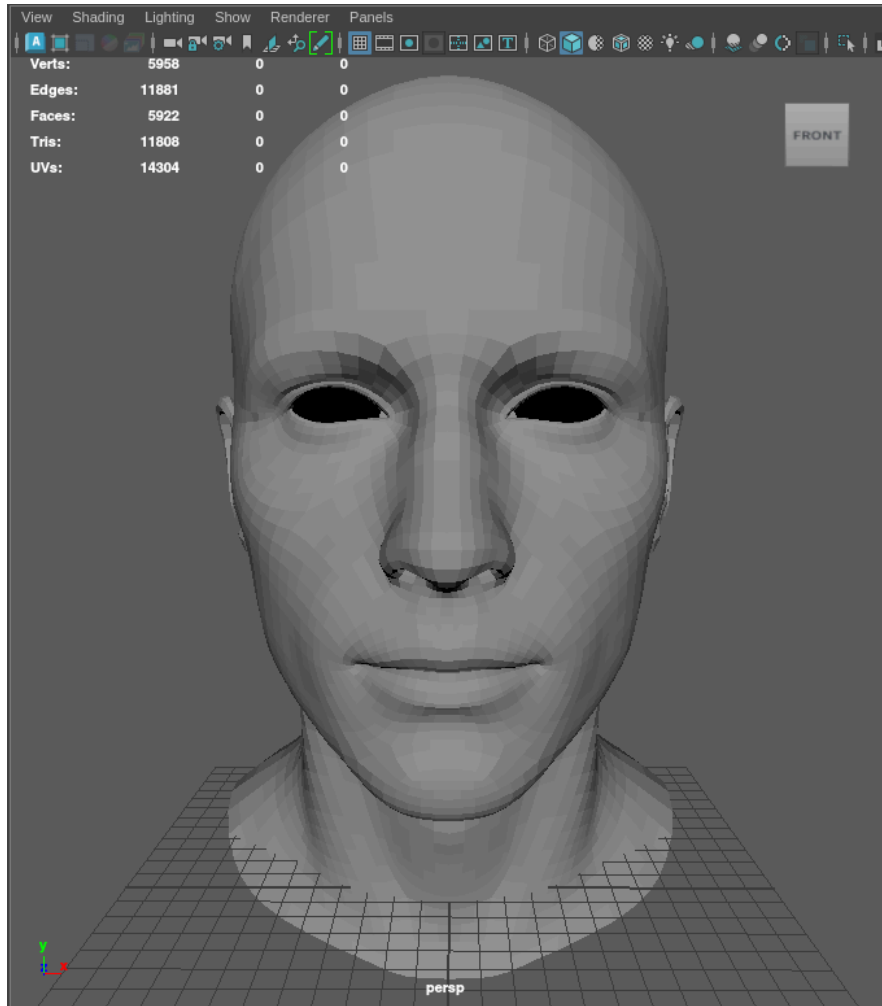 View Shading Lighting Show Renderer Panels
A T
Verts: 5958 0 0
Edges: 11881 0 0
Faces: 5922 0 0
Tris: 11808 0 0
UVs: 14304 0 0
FRONT
y
z x
persp